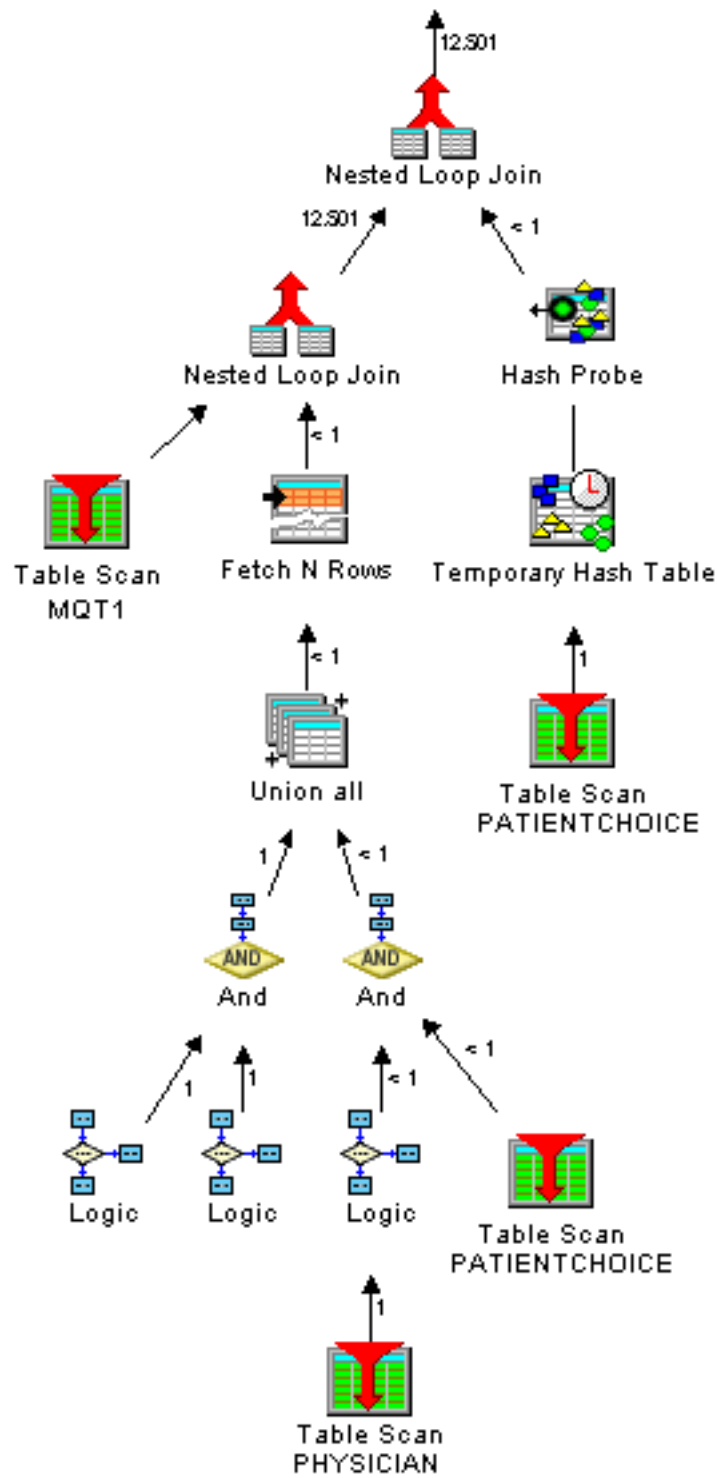 12.501
Nested Loop Join
12.501
< 1
Nested Loop Join
Hash Probe
< 1
Table Scan
MQT1
Fetch N Rows
Temporary Hash Table
< 1
1
Union all
Table Scan
PATIENTCHOICE
1
< 1
AND
AND
And
And
1
1
< 1
< 1
Logic
Logic
Logic
Table Scan
PATIENTCHOICE
1
Table Scan
PHYSICIAN